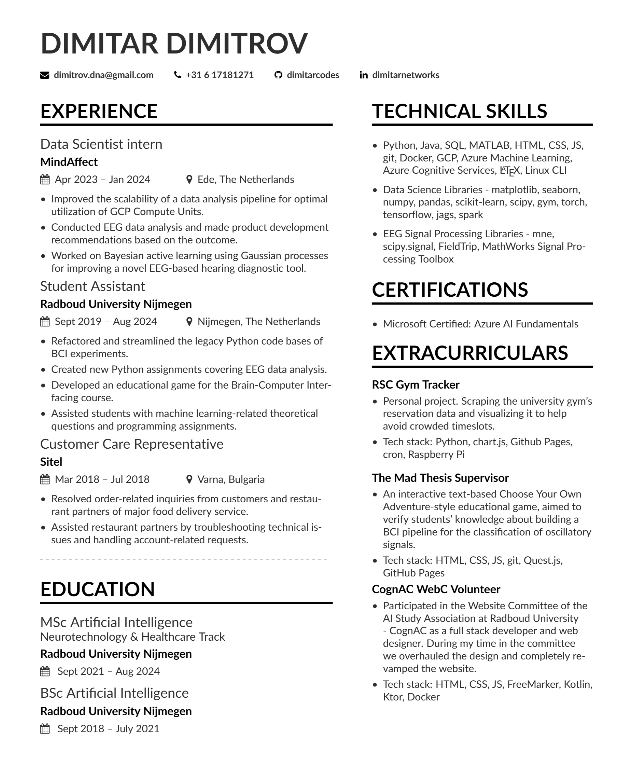 DIMITAR DIMITROV
dimitrov.dna@gmail.com +31 6 17181271 dimitarcodes dimitarnetworks
EXPERIENCE
Data Scientist intern
MindAffect
Apr 2023 – Jan 2024 Ede, The Netherlands
• Improved the scalability of a data analysis pipeline for optimal
utilization of GCP Compute Units.
• Conducted EEG data analysis and made product development
recommendations based on the outcome.
• Worked on Bayesian active learning using Gaussian processes
for improving a novel EEG-based hearing diagnostic tool.
Student Assistant
Radboud University Nijmegen
Sept 2019 – Aug 2024 Nijmegen, The Netherlands
• Refactored and streamlined the legacy Python code bases of
BCI experiments.
• Created new Python assignments covering EEG data analysis.
• Developed an educational game for the Brain-Computer Inter-
facing course.
• Assisted students with machine learning-related theoretical
questions and programming assignments.
Customer Care Representative
Sitel
Mar 2018 – Jul 2018 Varna, Bulgaria
• Resolved order-related inquiries from customers and restau-
rant partners of major food delivery service.
• Assisted restaurant partners by troubleshooting technical is-
sues and handling account-related requests.
EDUCATION
MSc Artificial Intelligence
Neurotechnology & Healthcare Track
Radboud University Nijmegen
Sept 2021 – Aug 2024
BSc Artificial Intelligence
Radboud University Nijmegen
Sept 2018 – July 2021
TECHNICAL SKILLS
• Python, Java, SQL, MATLAB, HTML, CSS, JS,
git, Docker, GCP, Azure Machine Learning,
Azure Cognitive Services, LATEX, Linux CLI
• Data Science Libraries - matplotlib, seaborn,
numpy, pandas, scikit-learn, scipy, gym, torch,
tensorflow, jags, spark
• EEG Signal Processing Libraries - mne,
scipy.signal, FieldTrip, MathWorks Signal Pro-
cessing Toolbox
CERTIFICATIONS
• Microsoft Certified: Azure AI Fundamentals
EXTRACURRICULARS
RSC Gym Tracker
• Personal project. Scraping the university gym's
reservation data and visualizing it to help
avoid crowded timeslots.
• Tech stack: Python, chart.js, Github Pages,
cron, Raspberry Pi
The Mad Thesis Supervisor
• An interactive text-based Choose Your Own
Adventure-style educational game, aimed to
verify students' knowledge about building a
BCI pipeline for the classification of oscillatory
signals.
• Tech stack: HTML, CSS, JS, git, Quest.js,
GitHub Pages
CognAC WebC Volunteer
• Participated in the Website Committee of the
AI Study Association at Radboud University
- CognAC as a full stack developer and web
designer. During my time in the committee
we overhauled the design and completely re-
vamped the website.
• Tech stack: HTML, CSS, JS, FreeMarker, Kotlin,
Ktor, Docker